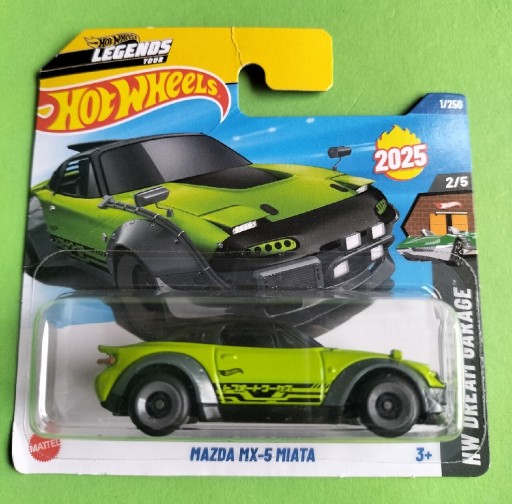 HOT WHEELS
LEGENDS
TOUR
HOT WHEELS
1/250
2025
2/5
HW DREAM GARAGE™
MATTEL
MAZDA MX-5 MIATA
3+